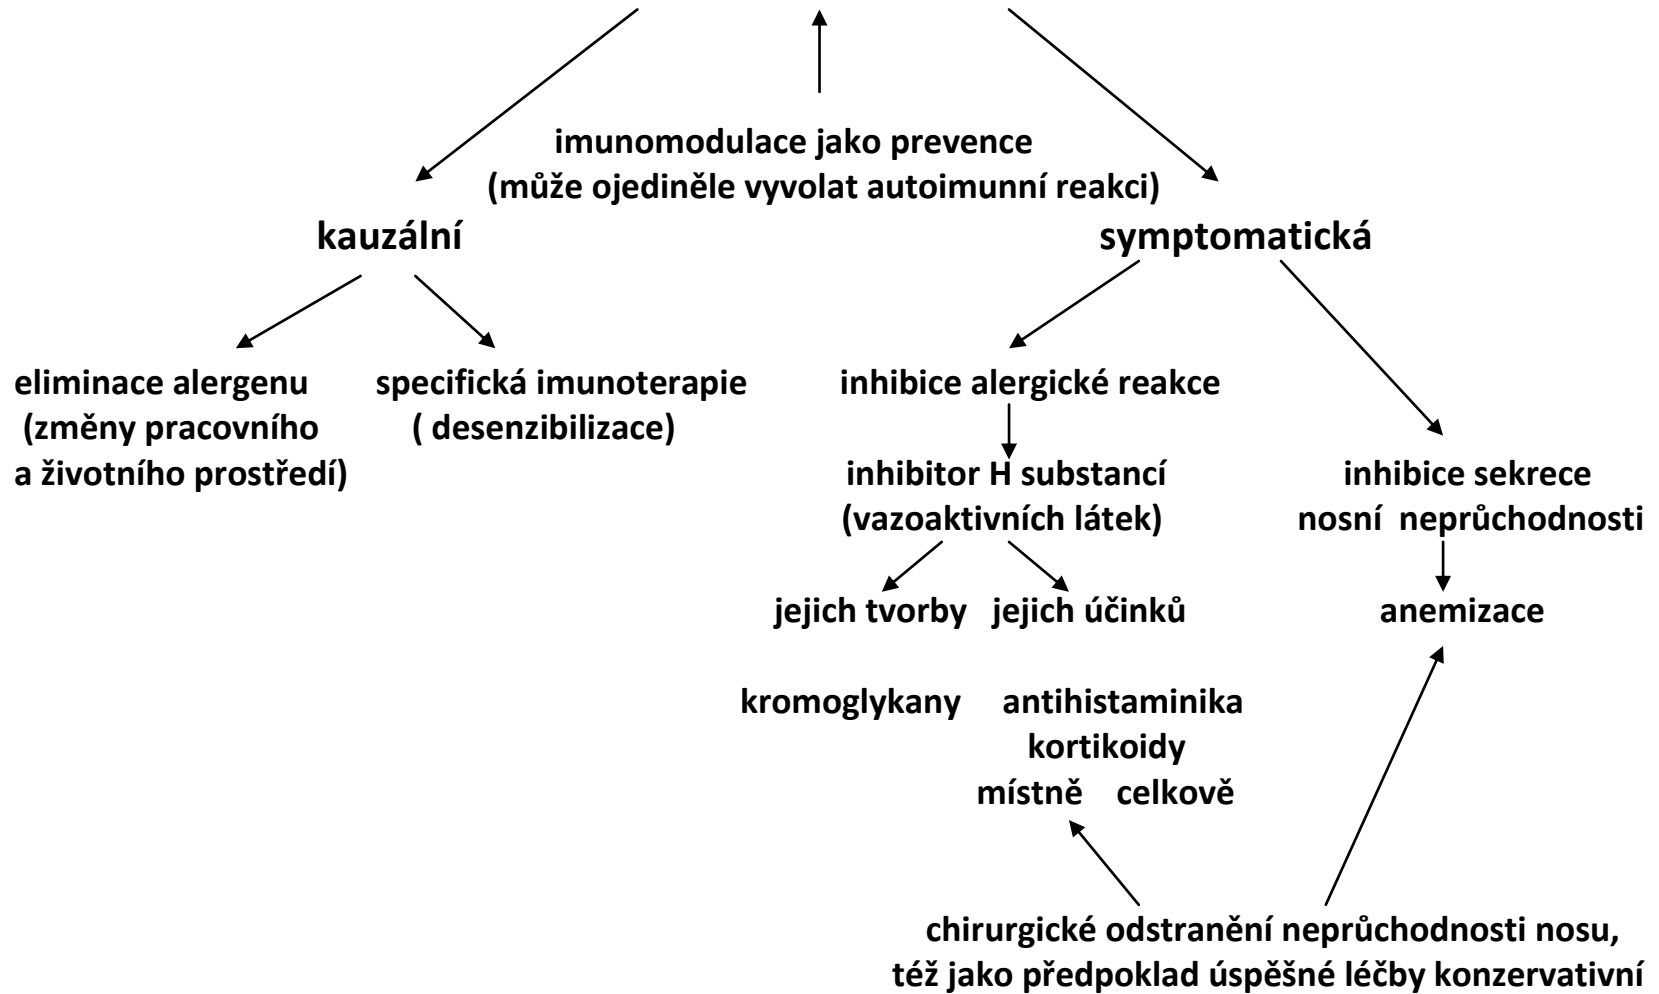 imunomodulace jako prevence
(může ojediněle vyvolat autoimunní reakci)
kauzální
symptomatická
eliminace alergenu
(změny pracovního
a životního prostředí)
specifická imunoterapie
( desenzibilizace)
inhibice alergické reakce
inhibitor H substancí
(vazoaktivních látek)
jejich tvorby
jejich účinků
kromoglykany
antihistaminika
kortikoidy
místně celkově
inhibice sekrece
nosní neprůchodnosti
anemizace
chirurgické odstranění neprůchodnosti nosu,
též jako předpoklad úspěšné léčby konzervativní